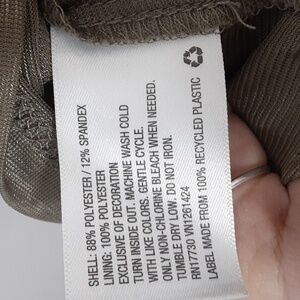 SHELL: 88% POLYESTER / 12% SPANDEX
LINING: 100% POLYESTER
EXCLUSIVE OF DECORATION
TURN INSIDE OUT. MACHINE WASH COLD
WITH LIKE COLORS. GENTLE CYCLE.
ONLY NON-CHLORINE BLEACH WHEN NEEDED.
TUMBLE DRY LOW. DO NOT IRON.
RN17730 VN1261424
LABEL MADE FROM 100% RECYCLED PLASTIC